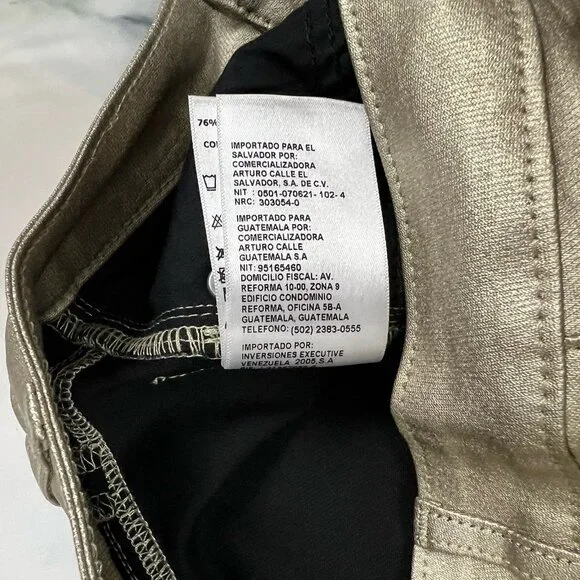 76%
IMPORTADO PARA EL
SALVADOR POR:
COMERCIALIZADORA
ARTURO CALLE EL
SALVADOR, S.A. DE C.V.
NIT : 0501-070621- 102- 4
NRC: 303054-0
IMPORTADO PARA
GUATEMALA POR:
COMERCIALIZADORA
ARTURO CALLE
GUATEMALA S.A
NIT: 95165460
DOMICILIO FISCAL: AV.
REFORMA 10-00, ZONA 9
EDIFICIO CONDOMINIO
REFORMA, OFICINA 5B-A
GUATEMALA, GUATEMALA
TELEFONO: (502) 2383-0555
IMPORTADO POR:
INVERSIONES EXECUTIVE
VENEZUELA 2005,S.A